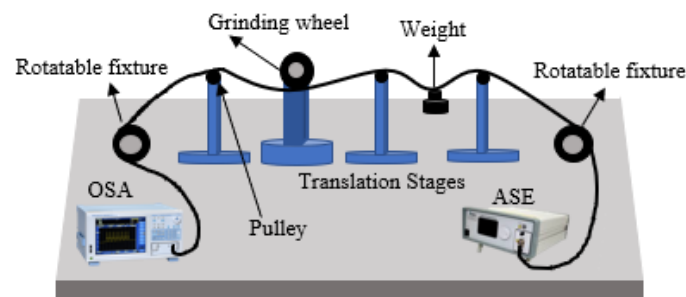 Grinding wheel
Weight
Rotatable fixture
Rotatable fixture
Translation Stages
OSA
ASE
Pulley